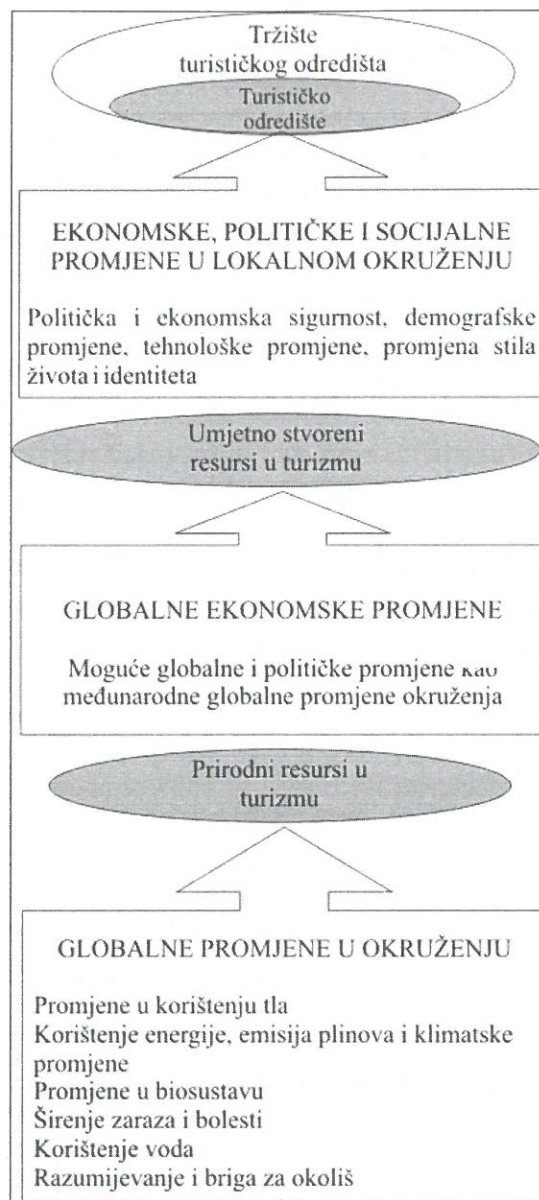 Tržište
turističkog odredišta
Turističko
odredište
EKONOMSKE, POLITIČKE I SOCIJALNE
PROMJENE U LOKALNOM OKRUŽENJU
Politička i ekonomska sigurnost, demografske
promjene, tehnološke promjene, promjena stila
života i identiteta
Umjetno stvoreni
resursi u turizmu
GLOBALNE EKONOMSKE PROMJENE
Moguće globalne i političke promjene kao
međunarodne globalne promjene okruženja
Prirodni resursi u
turizmu
GLOBALNE PROMJENE U OKRUŽENJU
Promjene u korištenju tla
Korištenje energije, emisija plinova i klimatske
promjene
Promjene u biosustavu
Širenje zaraza i bolesti
Korištenje voda
Razumijevanje i briga za okoliš